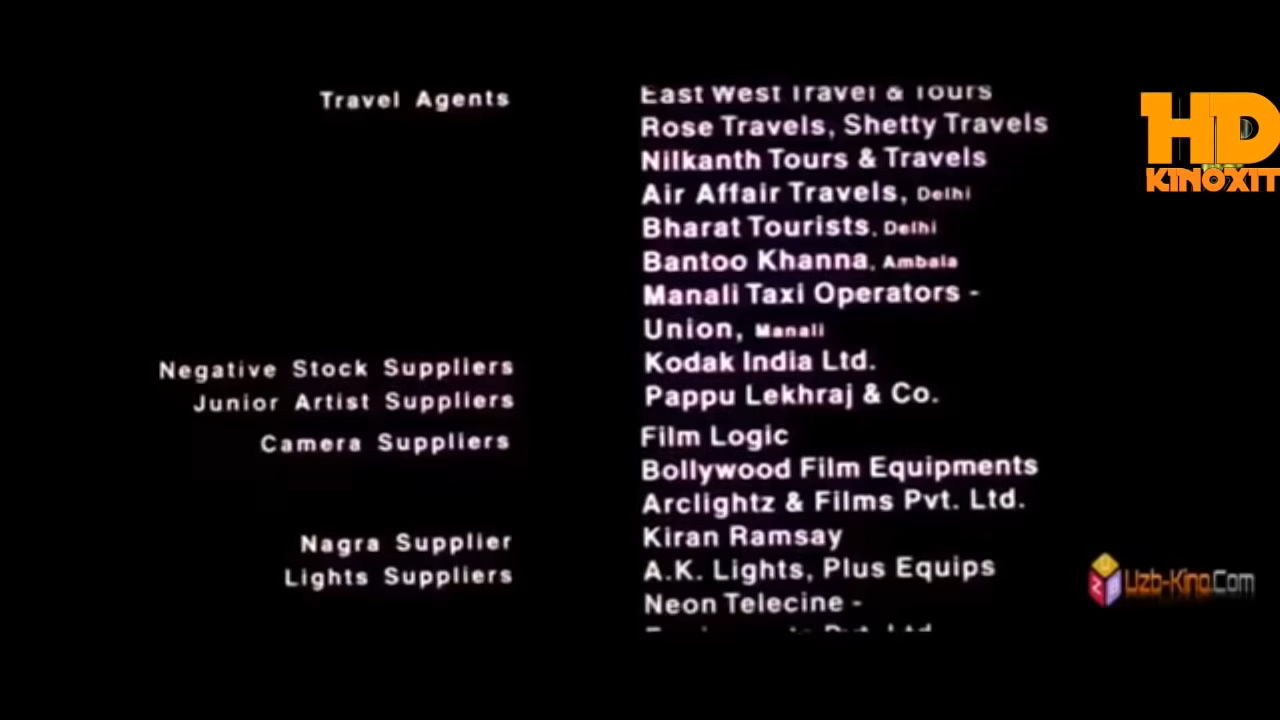 Travel Agents
East West Travel & Tours
Rose Travels, Shetty Travels
Nilkanth Tours & Travels
Air Affair Travels, Delhi
Bharat Tourists, Delhi
Bantoo Khanna, Ambala
Manali Taxi Operators -
Union, Manali
Negative Stock Suppliers Kodak India Ltd.
Junior Artist Suppliers Pappu Lekhraj & Co.
Camera Suppliers Film Logic
Bollywood Film Equipments
Arclightz & Films Pvt. Ltd.
Nagra Supplier Kiran Ramsay
Lights Suppliers A.K. Lights, Plus Equips
Neon Telecine -
Pvt. Ltd.
HD
KINOXIT
Uzb-Kino.Com